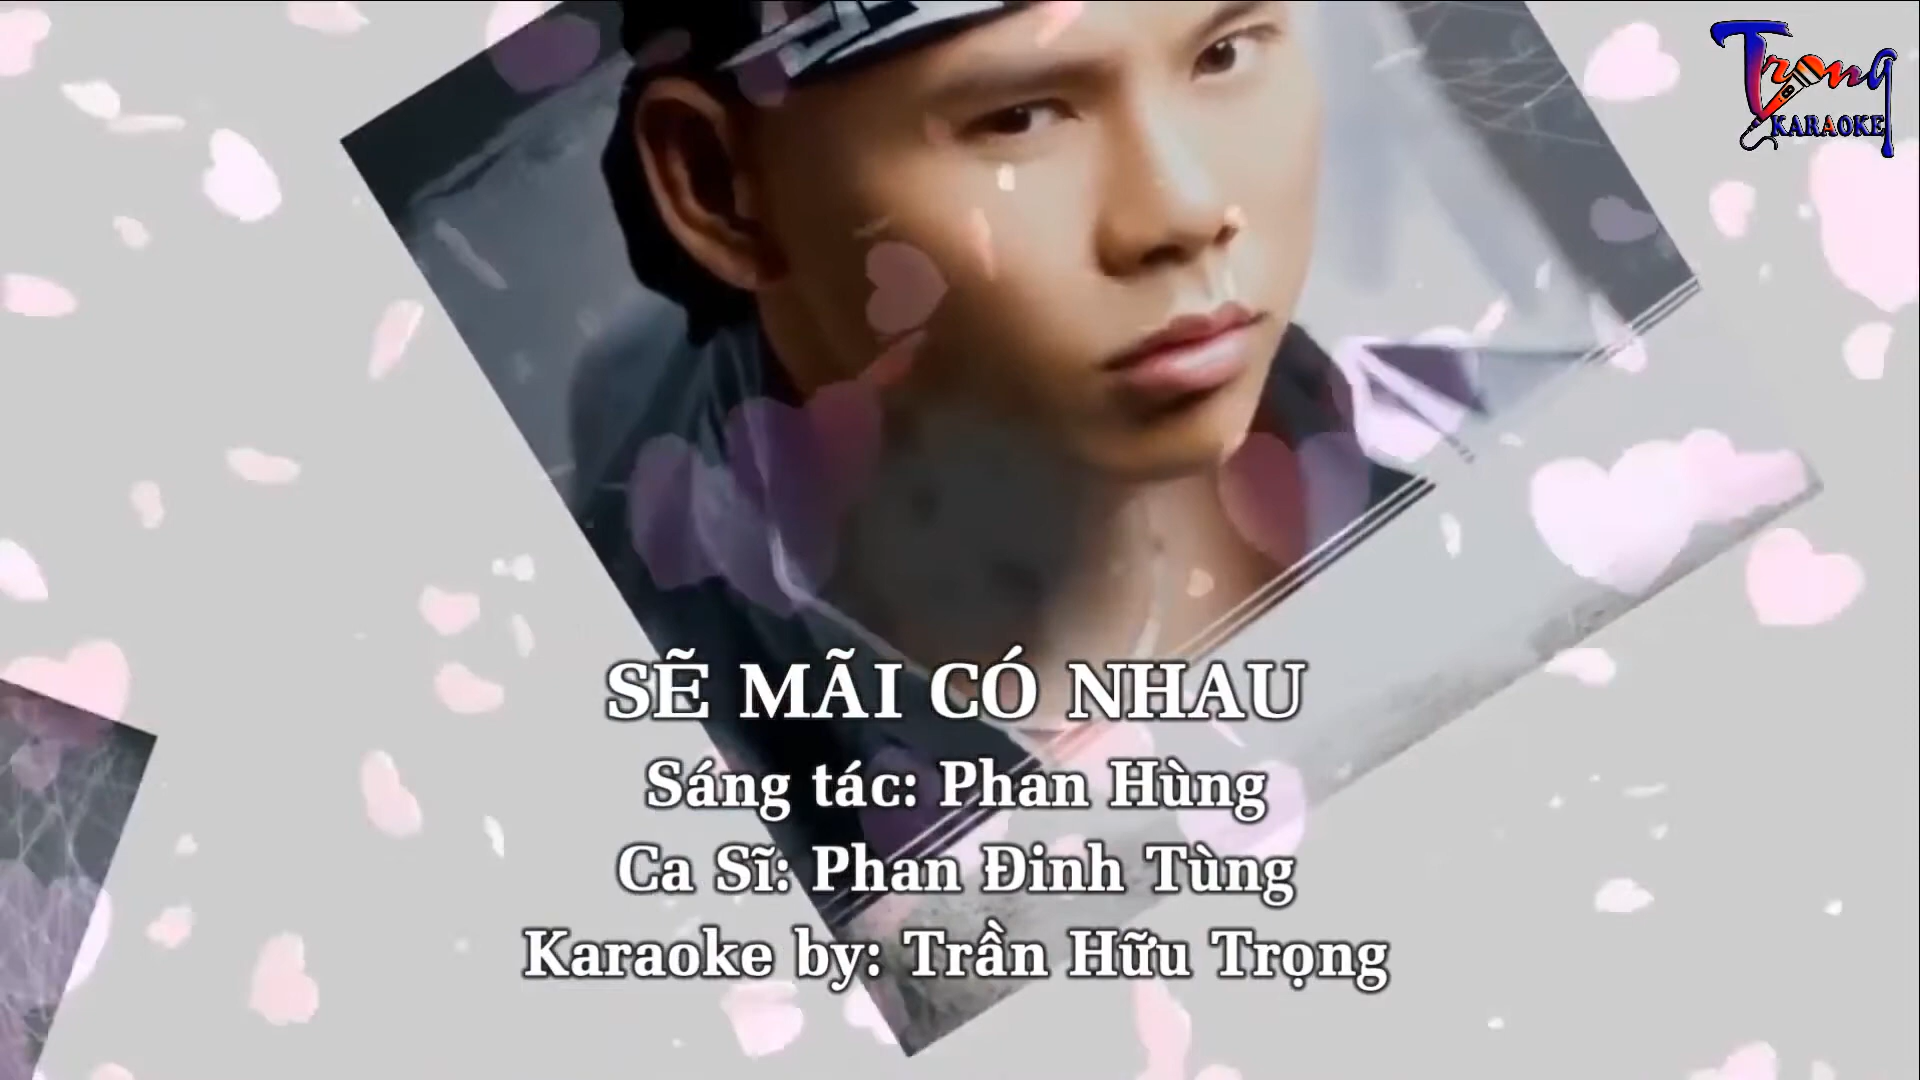 Trọng
KARAOKE
SẼ MÃI CÓ NHAU
Sáng tác: Phan Hùng
Ca Sĩ: Phan Đinh Tùng
Karaoke by: Trần Hữu Trọng